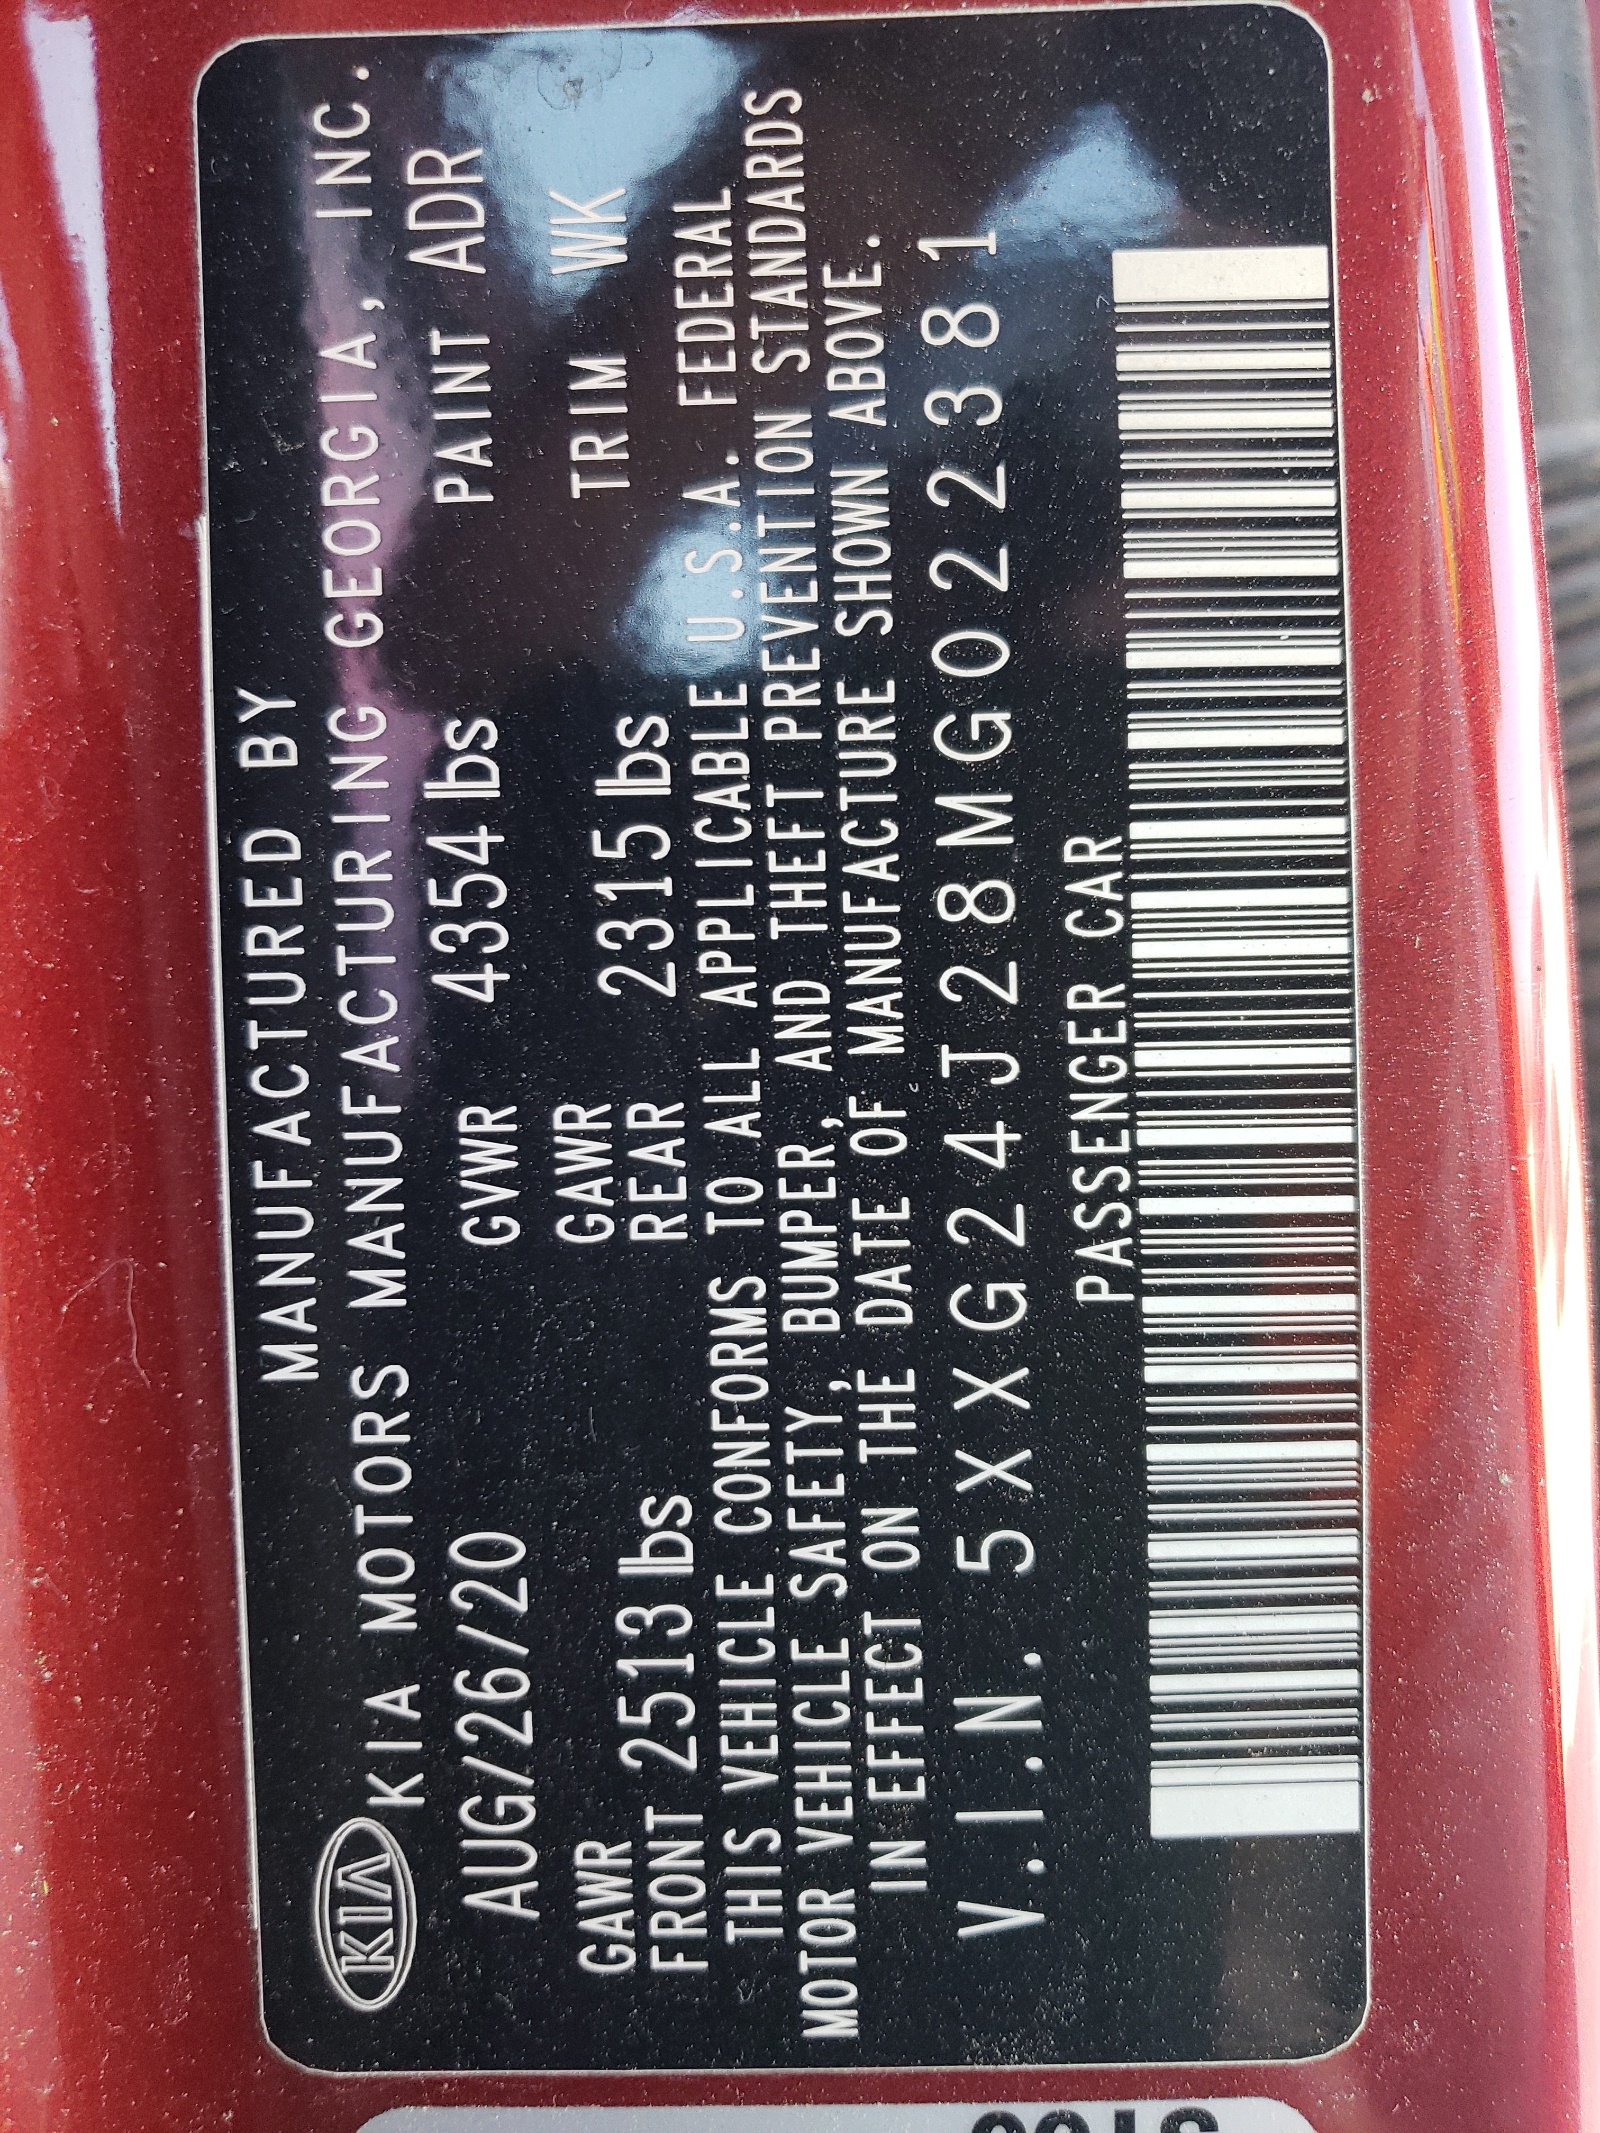 MANUFACTURED BY
KIA KIA MOTORS MANUFACTURING GEORGIA, INC.
AUG/26/20 GVWR 4354 lbs PAINT ADR
GAWR GAWR
FRONT 2513 lbs REAR 2315 lbs TRIM WK
THIS VEHICLE CONFORMS TO ALL APPLICABLE U.S.A. FEDERAL
MOTOR VEHICLE SAFETY, BUMPER, AND THEFT PREVENTION STANDARDS
IN EFFECT ON THE DATE OF MANUFACTURE SHOWN ABOVE.
V.I.N. 5XXG24J28MG022381
PASSENGER CAR